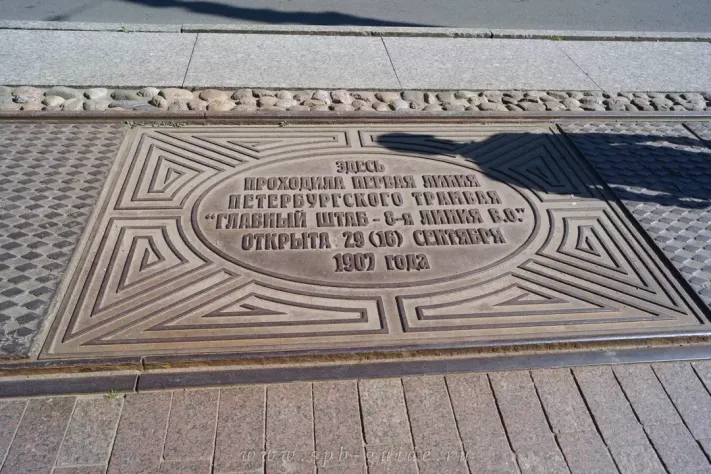 ЗДЕСЬ
ПРОХОДИЛА ПЕРВАЯ ЛИНИЯ
ПЕТЕРБУРГСКОГО ТРАМВАЯ
"ГЛАВНЫЙ ШТАБ - 8-я ЛИНИЯ В.О."
ОТКРЫТА 29 (16) СЕНТЯБРЯ
1907 года
www.spb-guide.ru